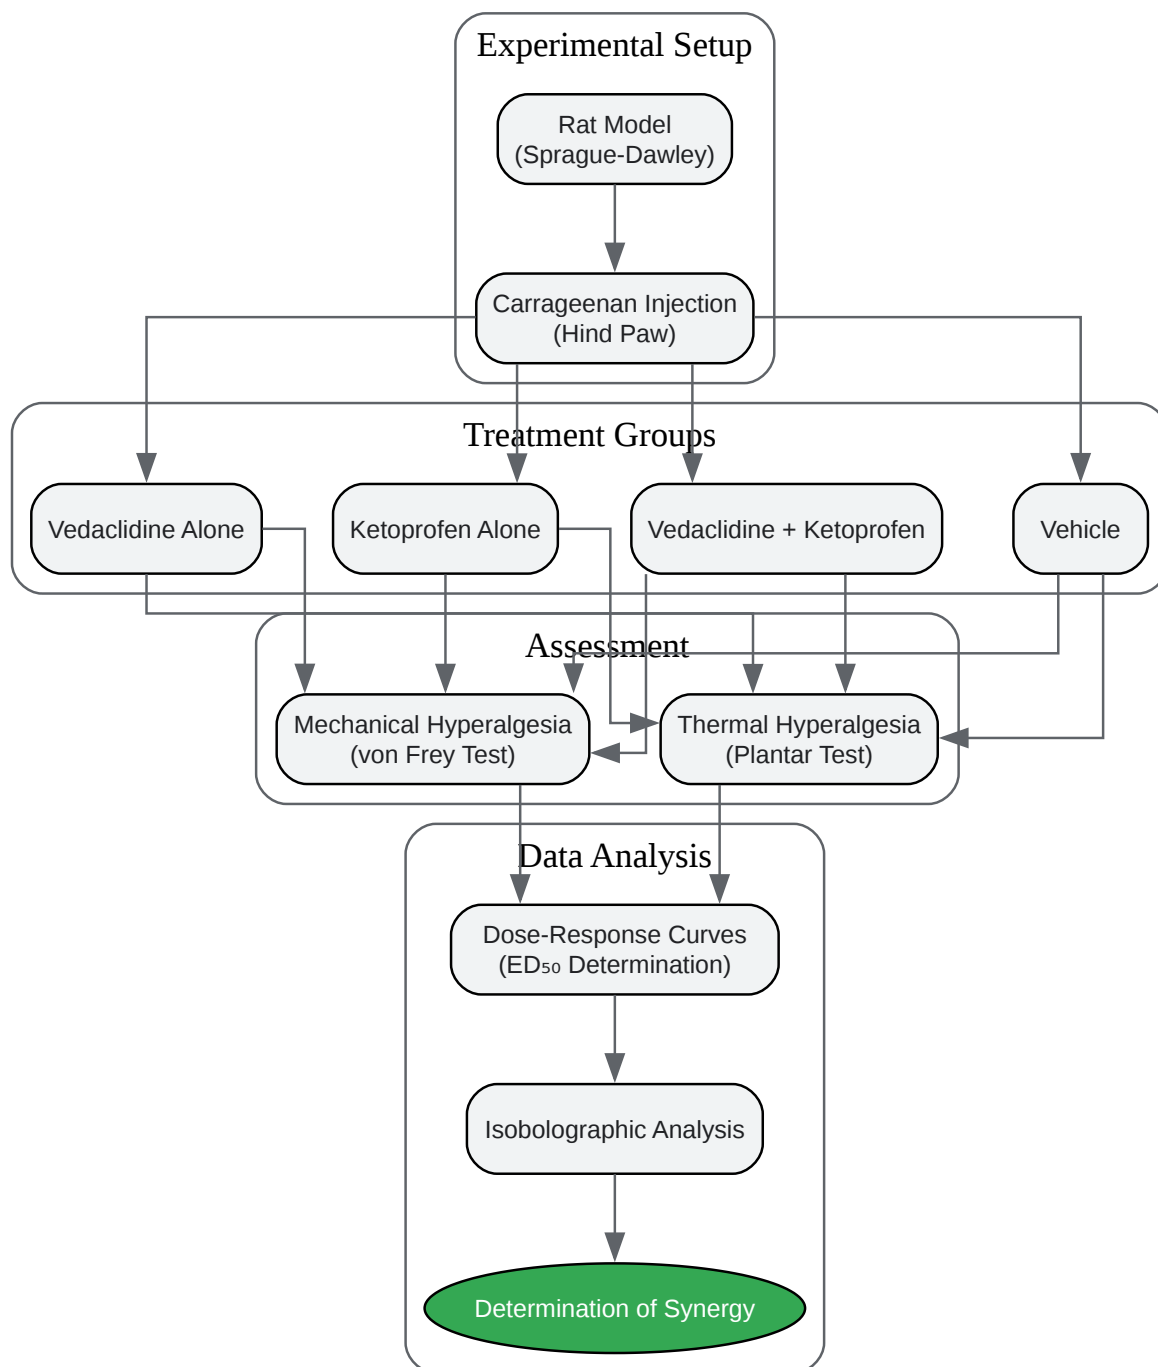 Experimental Setup
Rat Model
(Sprague-Dawley)
Carrageenan Injection
(Hind Paw)
Treatment Groups
Vedaclidine Alone
Ketoprofen Alone
Vedaclidine + Ketoprofen
Vehicle
Assessment
Mechanical Hyperalgesia
(von Frey Test)
Thermal Hyperalgesia
(Plantar Test)
Data Analysis
Dose-Response Curves
(ED₅₀ Determination)
Isobolographic Analysis
Determination of Synergy